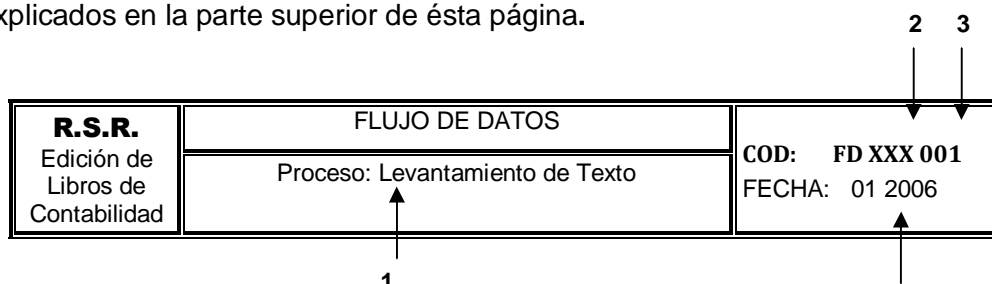 xplicados en la parte superior de ésta página.
2 3
R.S.R.
Edición de
Libros de
Contabilidad
FLUJO DE DATOS
Proceso: Levantamiento de Texto
COD: FD XXX 001
FECHA: 01 2006
1